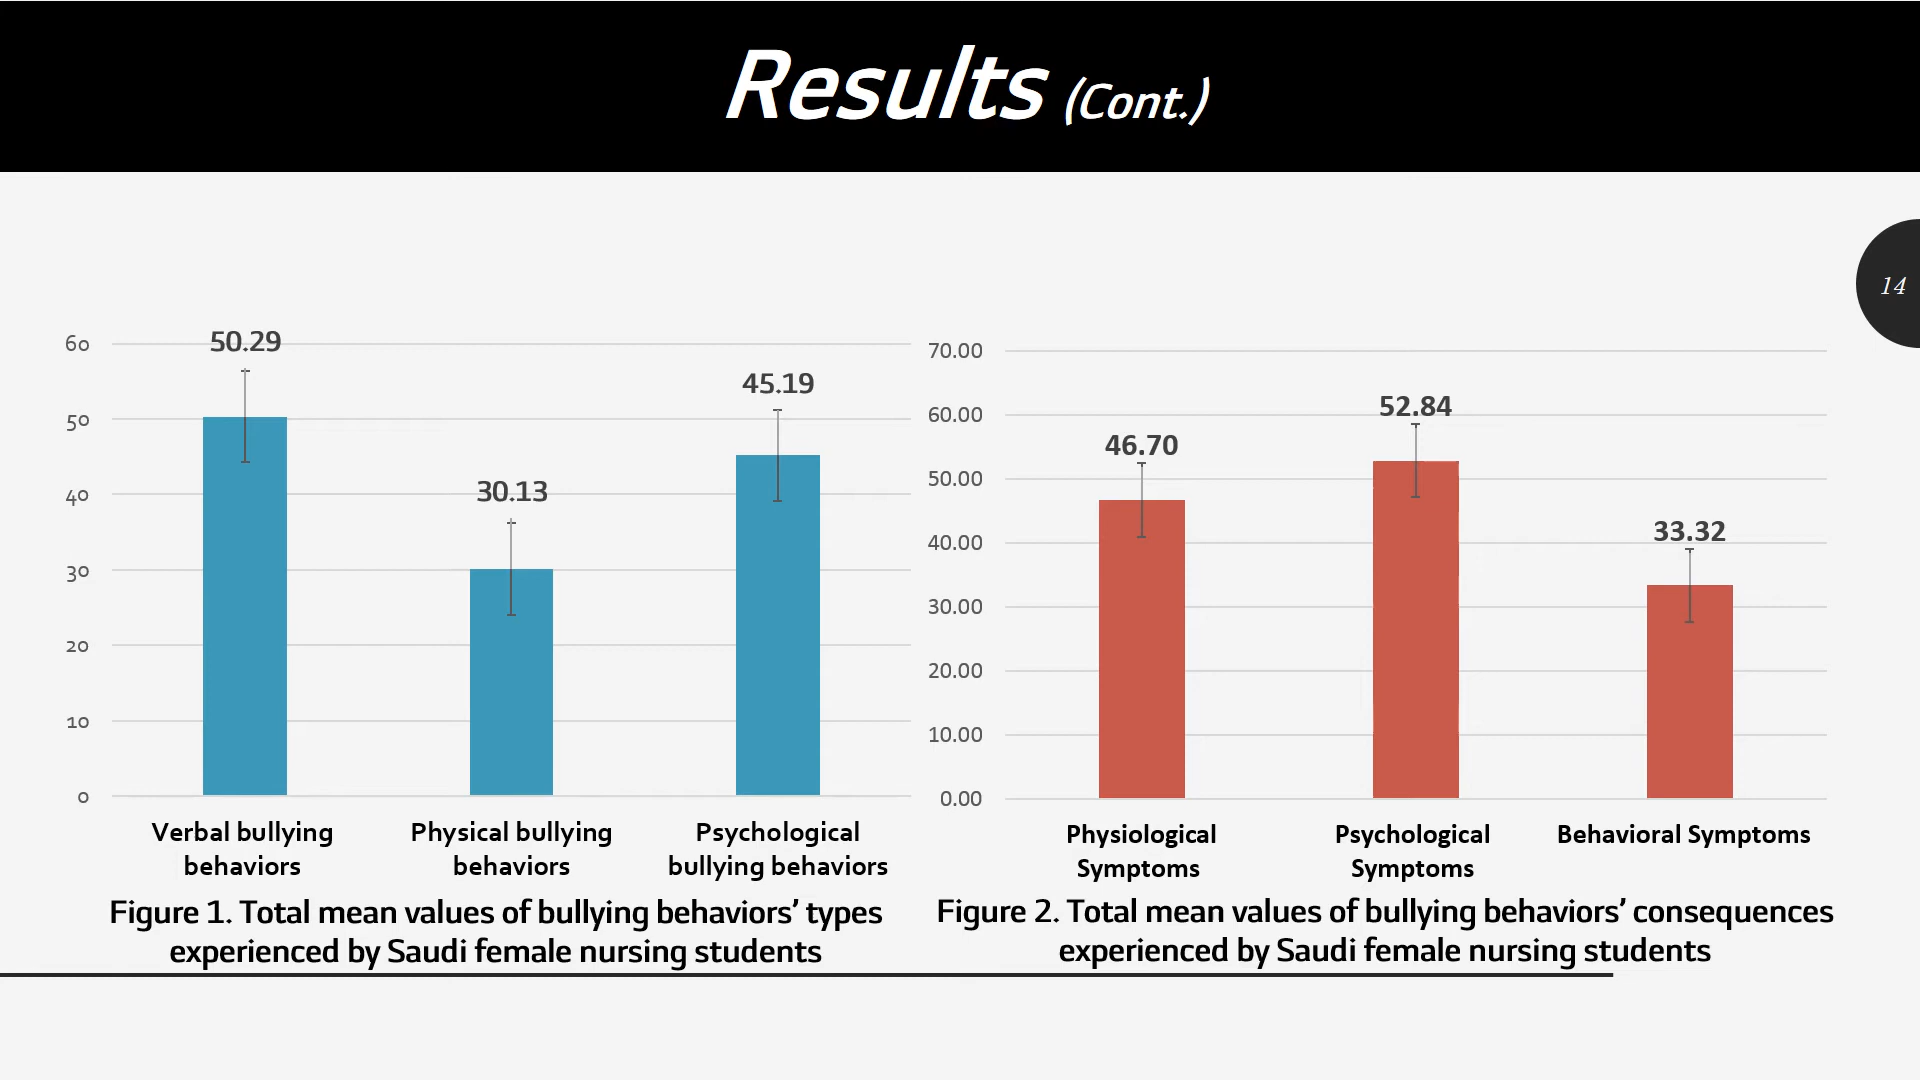 Results (Cont.)
14
60
50
40
30
20
10
0
50.29
30.13
45.19
Verbal bullying
behaviors
Physical bullying
behaviors
Psychological
bullying behaviors
Figure 1. Total mean values of bullying behaviors’ types
experienced by Saudi female nursing students
70.00
60.00
50.00
40.00
30.00
20.00
10.00
0.00
46.70
52.84
33.32
Physiological
Symptoms
Psychological
Symptoms
Behavioral Symptoms
Figure 2. Total mean values of bullying behaviors’ consequences
experienced by Saudi female nursing students